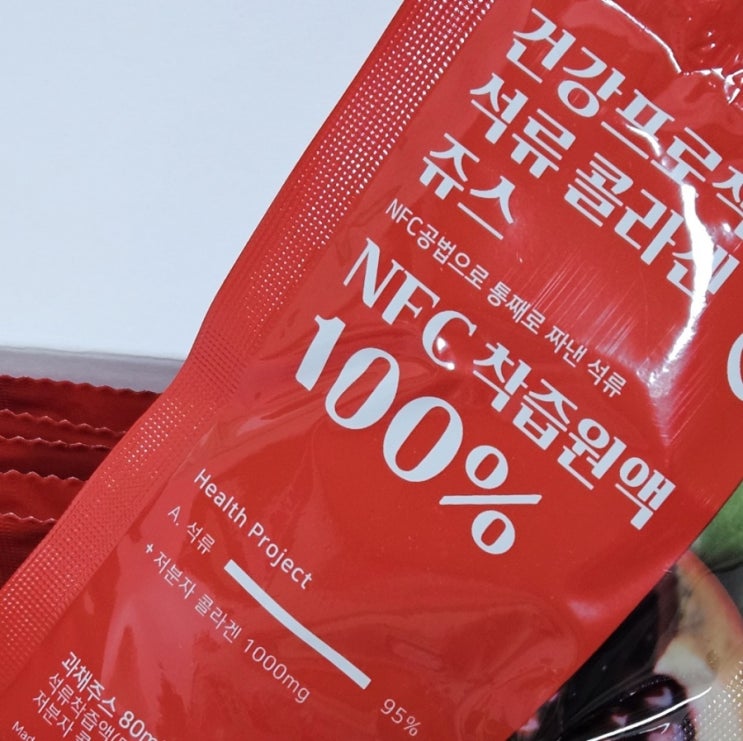 건강프로젝
석류 콜라겐
쥬스
NFC공법으로 통째로 짜낸 석류
NFC 착즙원액
100%
Health Project
A. 석류
95%
+ 저분자 콜라겐 1000mg
과채주스 80m
석류착즙액(
저분자 콜
Mad